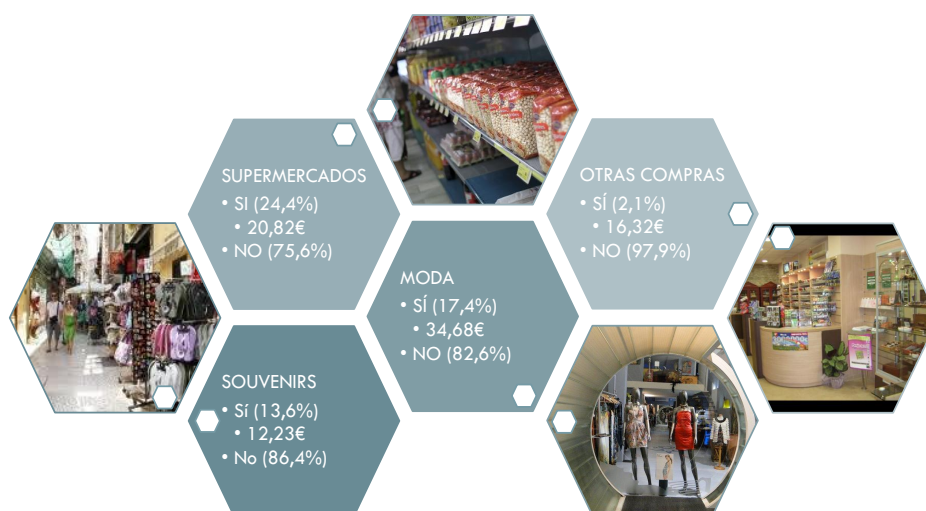 SUPERMERCADOS
• SI (24,4%)
• 20,82€
• NO (75,6%)
OTRAS COMPRAS
• SÍ (2,1%)
• 16,32€
• NO (97,9%)
MODA
• SÍ (17,4%)
• 34,68€
• NO (82,6%)
SOUVENIRS
• Sí (13,6%)
• 12,23€
• No (86,4%)